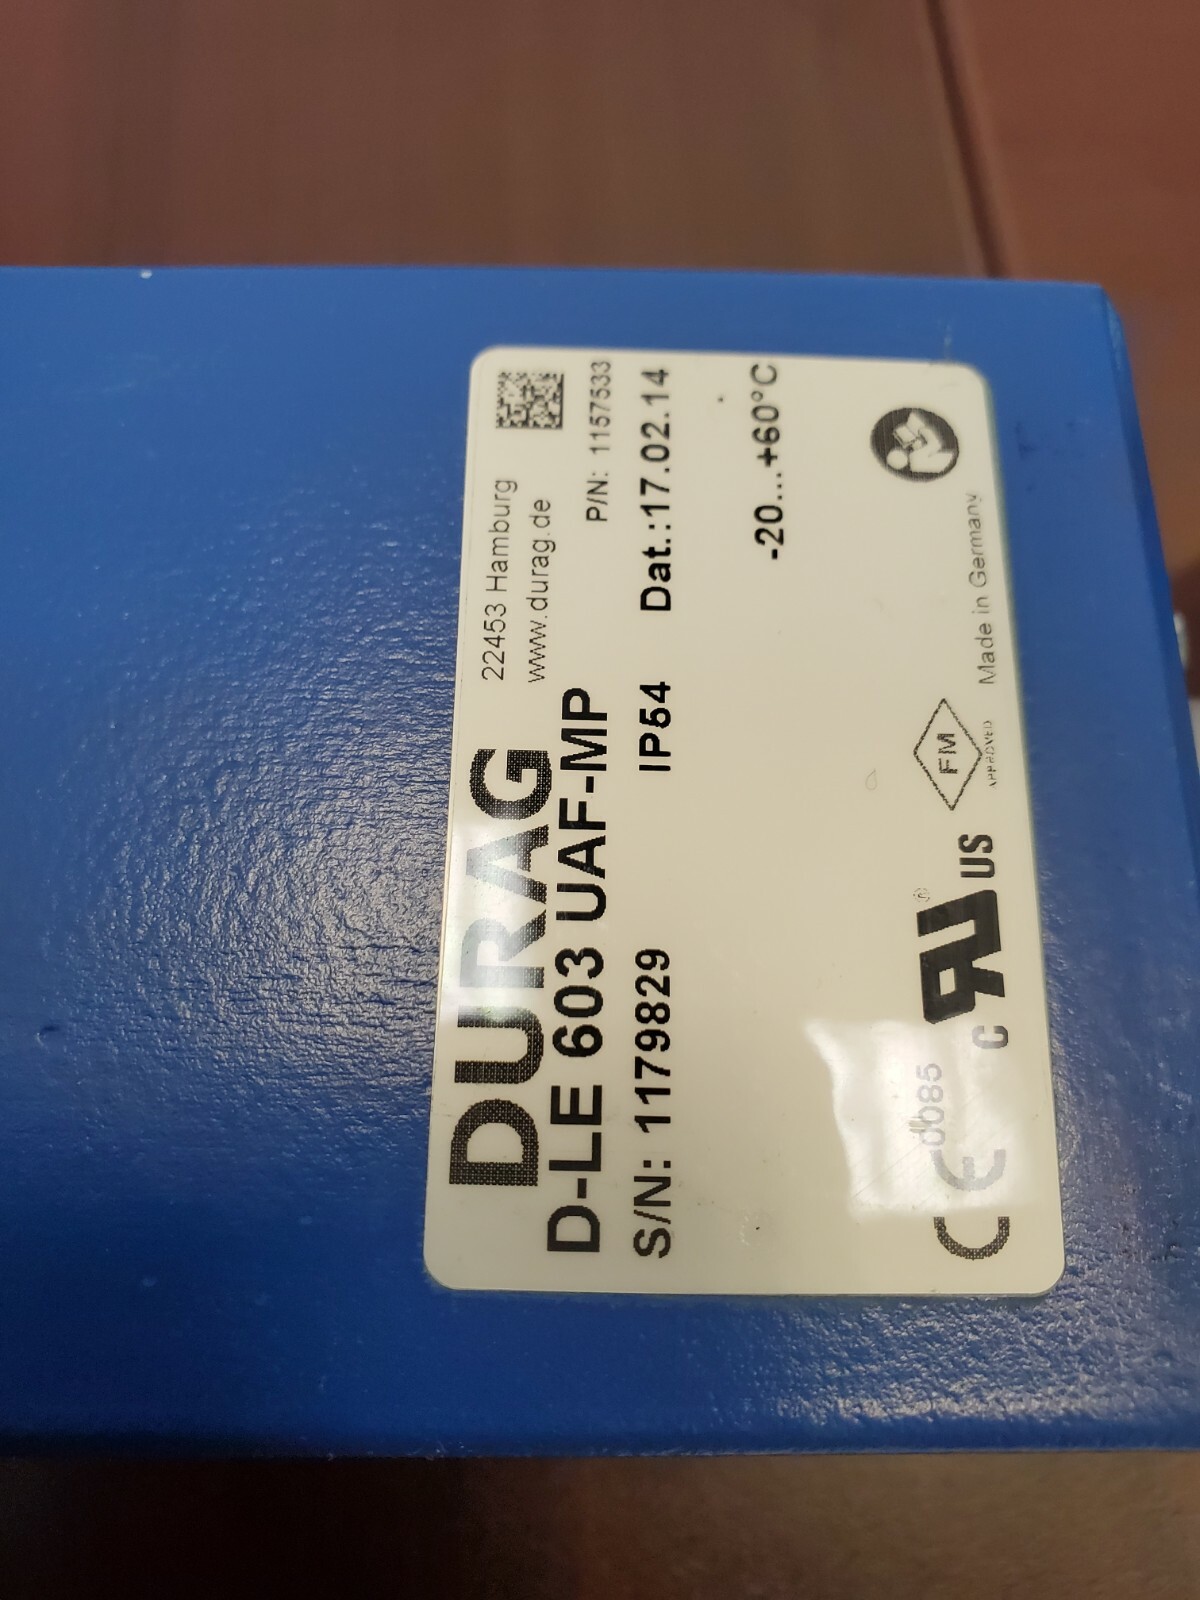 DURAG
22453 Hamburg
www.durag.de
D-LE 603 UAF-MP
P/N: 1157533
S/N: 1179829 IP54 Dat.:17.02.14
-20...+60°C
CE 0085 c RU ® US FM APPROVED Made in Germany